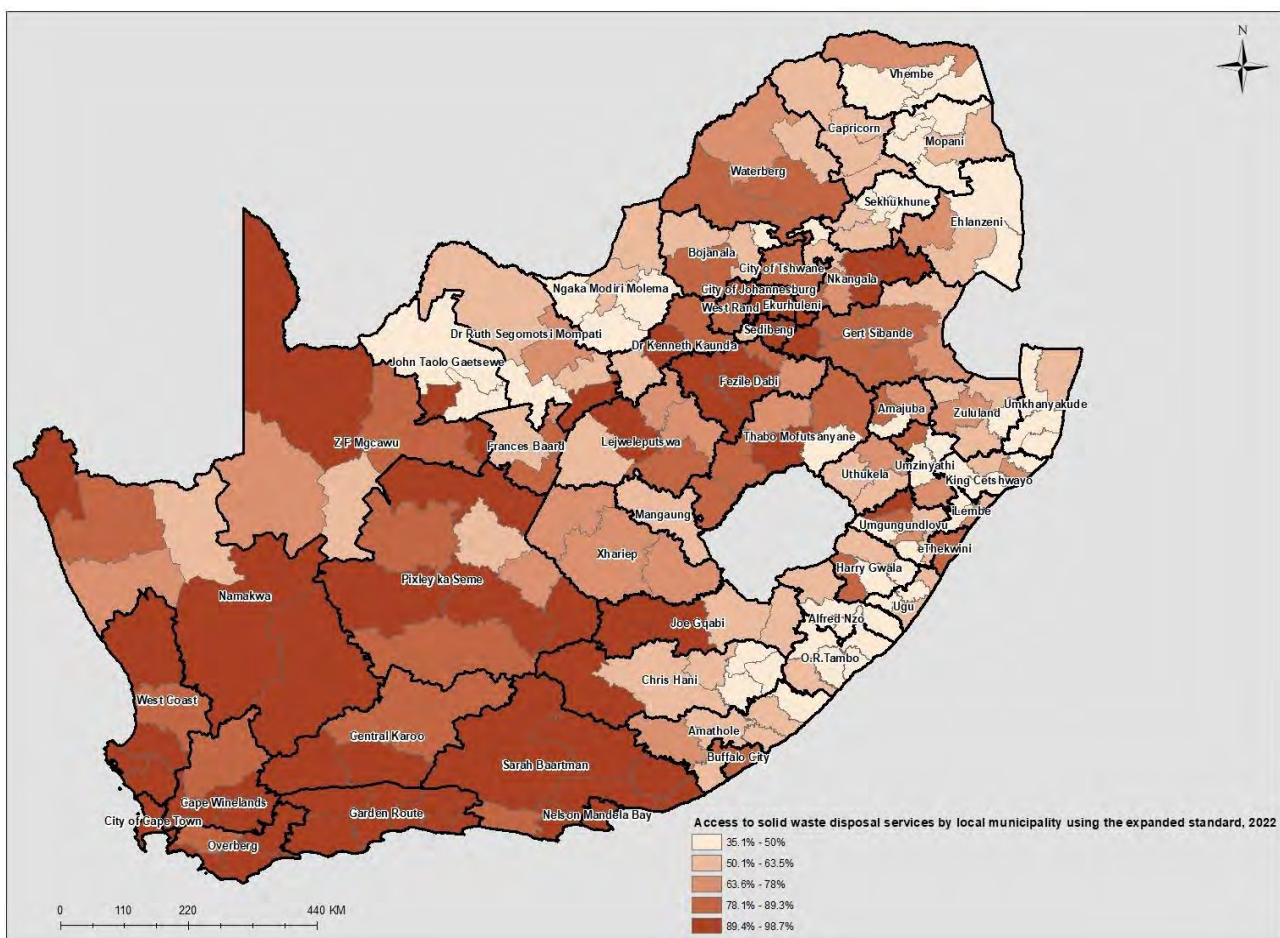 N
Vhembe
Capricorn
Mopani
Waterberg
Sekhukhune
Ehlanzeni
Bojanala
City of Tshwane
Nkangala
Ngaka Modiri Molema
City of Johannesburg
West Rand
Ekurhuleni
Sedibeng
Gert Sibande
Dr Ruth Segomotsi Mompati
Dr Kenneth Kaunda
John Taolo Gaetsewe
Fezile Dabi
Amajuba
Zululand
Umkhanyakude
Z F Mgcawu
Frances Baard
Lejweleputswa
Thabo Mofutsanyane
Uthukela
Umzinyathi
King Cetshwayo
Mangaung
iLembe
Umgungundlovu
Xhariep
eThekwini
Harry Gwala
Pixley ka Seme
Namakwa
Ugu
Joe Gqabi
Alfred Nzo
O.R.Tambo
Chris Hani
West Coast
Central Karoo
Amathole
Buffalo City
Sarah Baartman
Cape Winelands
Garden Route
Nelson Mandela Bay
City of Cape Town
Overberg
Access to solid waste disposal services by local municipality using the expanded standard, 2022
35.1% - 50%
50.1% - 63.5%
63.6% - 78%
78.1% - 89.3%
89.4% - 98.7%
0 110 220 440 KM